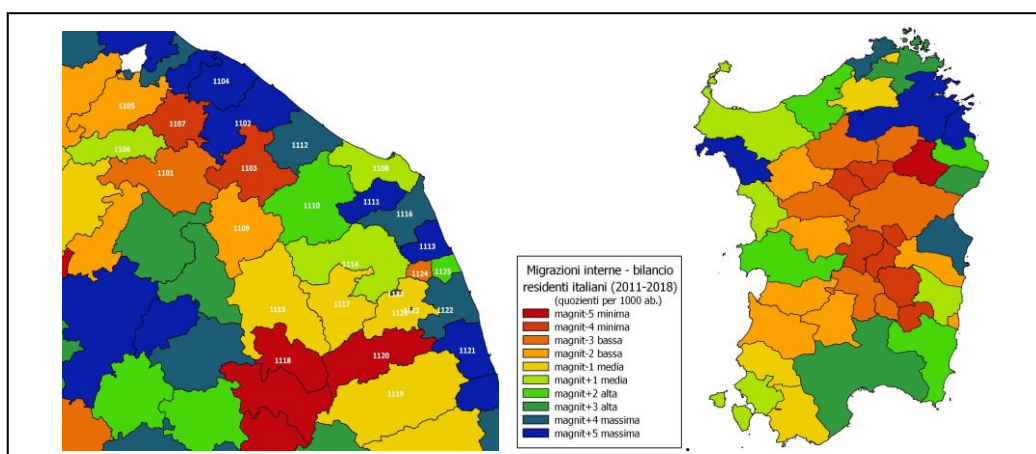 1104
1105
1107
1102
1112
1106
1103
1108
1101
1110
1111
1116
1109
1113
1114
1124
1125
1115
1117
1122
1121
1118
1120
1119
Migrazioni interne - bilancio
residenti italiani (2011-2018)
(quozienti per 1000 ab.)
magnit-5 minima
magnit-4 minima
magnit-3 bassa
magnit-2 bassa
magnit-1 media
magnit+1 media
magnit+2 alta
magnit+3 alta
magnit+4 massima
magnit+5 massima